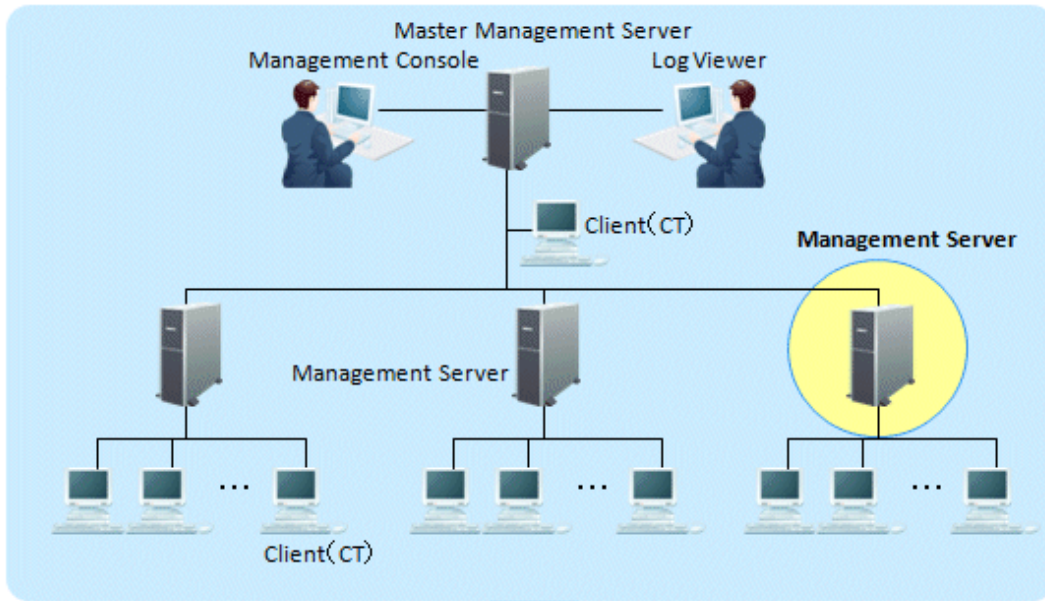 Master Management Server
Management Console
Log Viewer
Client(CT)
Management Server
Management Server
...
...
...
Client(CT)